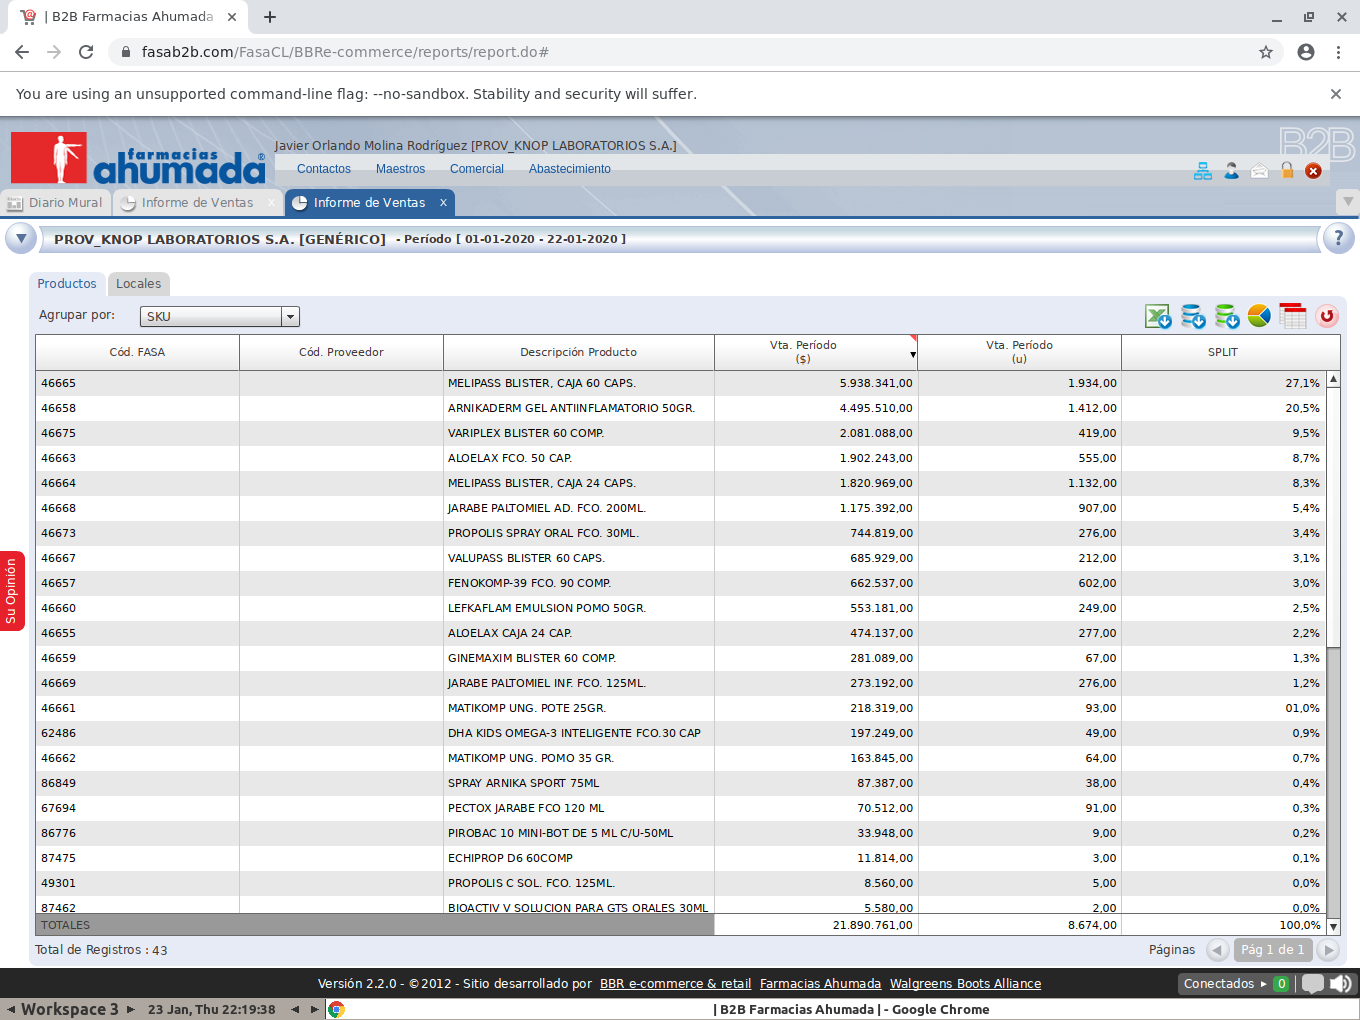 | B2B Farmacias Ahumada
fasab2b.com/FasaCL/BBRe-commerce/reports/report.do#
You are using an unsupported command-line flag: --no-sandbox. Stability and security will suffer.
farmacias ahumada®
Javier Orlando Molina Rodríguez [PROV_KNOP LABORATORIOS S.A.]
B2B
Contactos Maestros Comercial Abastecimiento
Diario Mural Informe de Ventas x Informe de Ventas x
PROV_KNOP LABORATORIOS S.A. [GENÉRICO] - Período [ 01-01-2020 - 22-01-2020 ] ?
Productos Locales
Agrupar por: SKU
Cód. FASA Cód. Proveedor Descripción Producto Vta. Período ($) Vta. Período (u) SPLIT
46665 MELIPASS BLISTER, CAJA 60 CAPS. 5.938.341,00 1.934,00 27,1%
46658 ARNIKADERM GEL ANTIINFLAMATORIO 50GR. 4.495.510,00 1.412,00 20,5%
46675 VARIPLEX BLISTER 60 COMP. 2.081.088,00 419,00 9,5%
46663 ALOELAX FCO. 50 CAP. 1.902.243,00 555,00 8,7%
46664 MELIPASS BLISTER, CAJA 24 CAPS. 1.820.969,00 1.132,00 8,3%
46668 JARABE PALTOMIEL AD. FCO. 200ML. 1.175.392,00 907,00 5,4%
46673 PROPOLIS SPRAY ORAL FCO. 30ML. 744.819,00 276,00 3,4%
46667 VALUPASS BLISTER 60 CAPS. 685.929,00 212,00 3,1%
46657 FENOKOMP-39 FCO. 90 COMP. 662.537,00 602,00 3,0%
46660 LEFKAFLAM EMULSION POMO 50GR. 553.181,00 249,00 2,5%
46655 ALOELAX CAJA 24 CAP. 474.137,00 277,00 2,2%
46659 GINEMAXIM BLISTER 60 COMP. 281.089,00 67,00 1,3%
46669 JARABE PALTOMIEL INF. FCO. 125ML. 273.192,00 276,00 1,2%
46661 MATIKOMP UNG. POTE 25GR. 218.319,00 93,00 01,0%
62486 DHA KIDS OMEGA-3 INTELIGENTE FCO.30 CAP 197.249,00 49,00 0,9%
46662 MATIKOMP UNG. POMO 35 GR. 163.845,00 64,00 0,7%
86849 SPRAY ARNIKA SPORT 75ML 87.387,00 38,00 0,4%
67694 PECTOX JARABE FCO 120 ML 70.512,00 91,00 0,3%
86776 PIROBAC 10 MINI-BOT DE 5 ML C/U-50ML 33.948,00 9,00 0,2%
87475 ECHIPROP D6 60COMP 11.814,00 3,00 0,1%
49301 PROPOLIS C SOL. FCO. 125ML. 8.560,00 5,00 0,0%
87462 BIOACTIV V SOLUCION PARA GTS ORALES 30ML 5.580,00 2,00 0,0%
TOTALES 21.890.761,00 8.674,00 100,0%
Su Opinión
Total de Registros : 43 Páginas Pág 1 de 1
Versión 2.2.0 - ©2012 - Sitio desarrollado por BBR e-commerce & retail Farmacias Ahumada Walgreens Boots Alliance Conectados 0
Workspace 3 23 Jan, Thu 22:19:38 | B2B Farmacias Ahumada | - Google Chrome